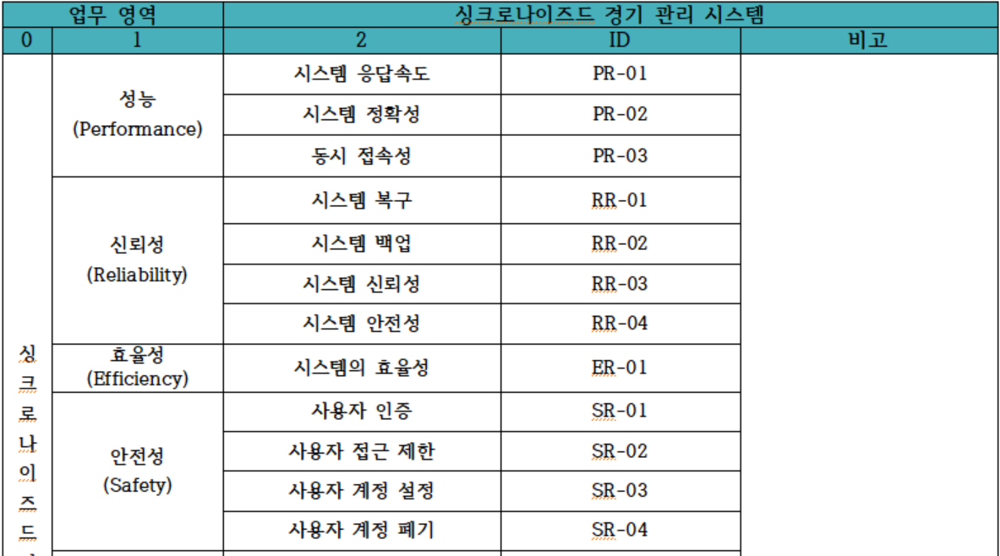 업무 영역 싱크로나이즈드 경기 관리 시스템
0 1 2 ID 비고
성능
(Performance)
시스템 응답속도 PR-01
시스템 정확성 PR-02
동시 접속성 PR-03
신뢰성
(Reliability)
시스템 복구 RR-01
시스템 백업 RR-02
시스템 신뢰성 RR-03
시스템 안전성 RR-04
효율성
(Efficiency)
시스템의 효율성 ER-01
안전성
(Safety)
사용자 인증 SR-01
사용자 접근 제한 SR-02
사용자 계정 설정 SR-03
사용자 계정 폐기 SR-04
싱
크
로
나
이
즈
드